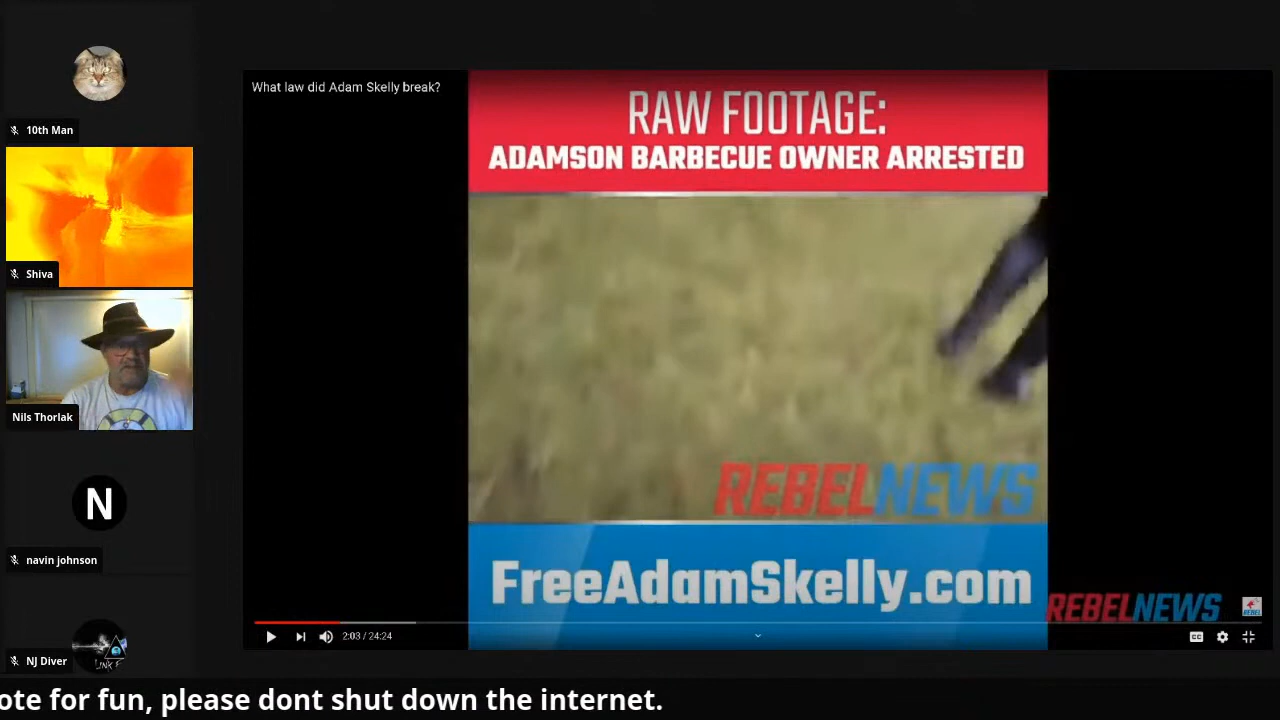 10th Man
Shiva
Nils Thorlak
N
navin johnson
NJ Diver
What law did Adam Skelly break?
RAW FOOTAGE:
ADAMSON BARBECUE OWNER ARRESTED
REBELNEWS
FreeAdamSkelly.com
REBELNEWS
2:03 / 24:24
ote for fun, please dont shut down the internet.